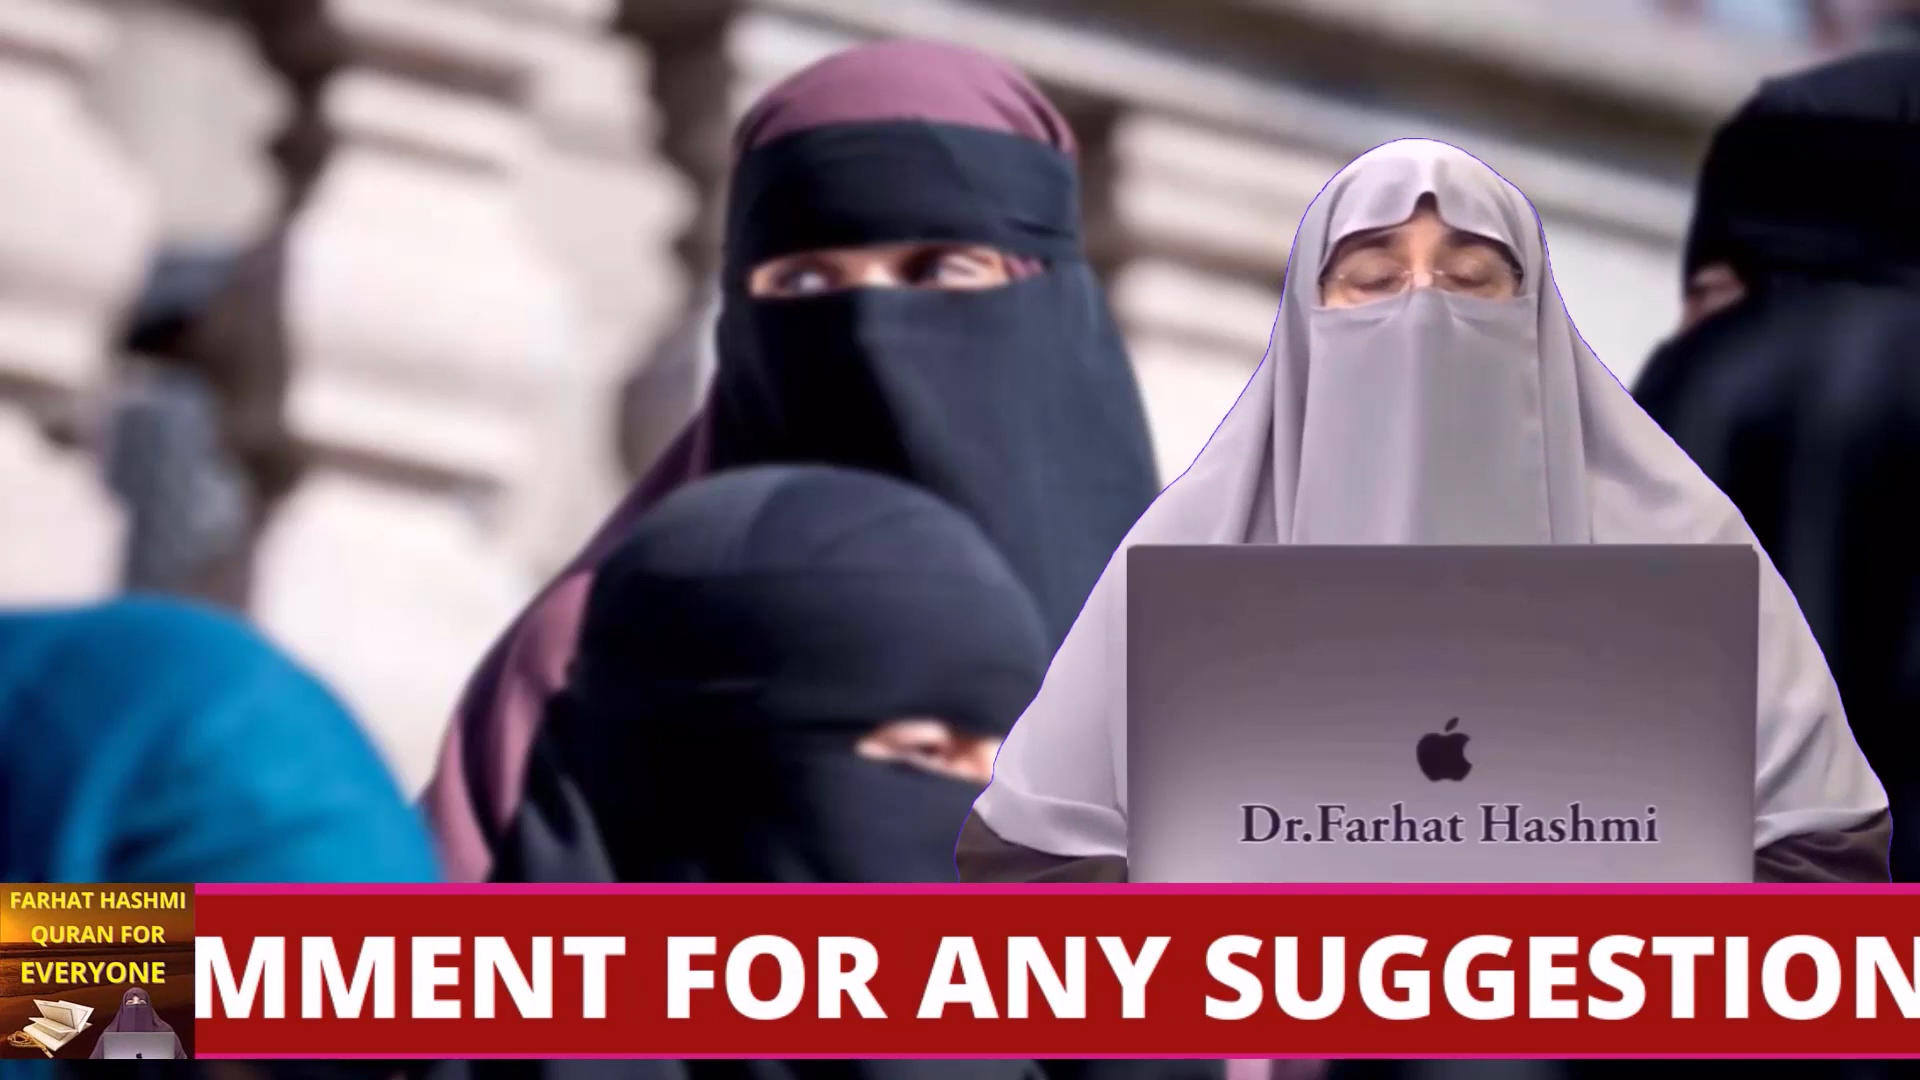 Dr.Farhat Hashmi
FARHAT HASHMI
QURAN FOR
EVERYONE
MMENT FOR ANY SUGGESTION